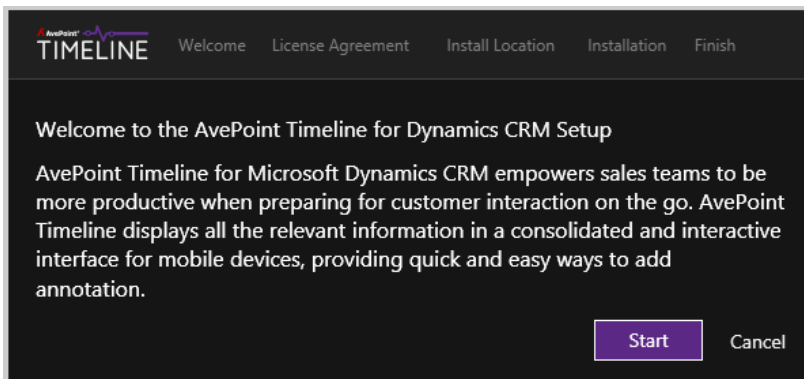 AvePoint®
TIMELINE
Welcome License Agreement Install Location Installation Finish
Welcome to the AvePoint Timeline for Dynamics CRM Setup
AvePoint Timeline for Microsoft Dynamics CRM empowers sales teams to be
more productive when preparing for customer interaction on the go. AvePoint
Timeline displays all the relevant information in a consolidated and interactive
interface for mobile devices, providing quick and easy ways to add
annotation.
Start Cancel